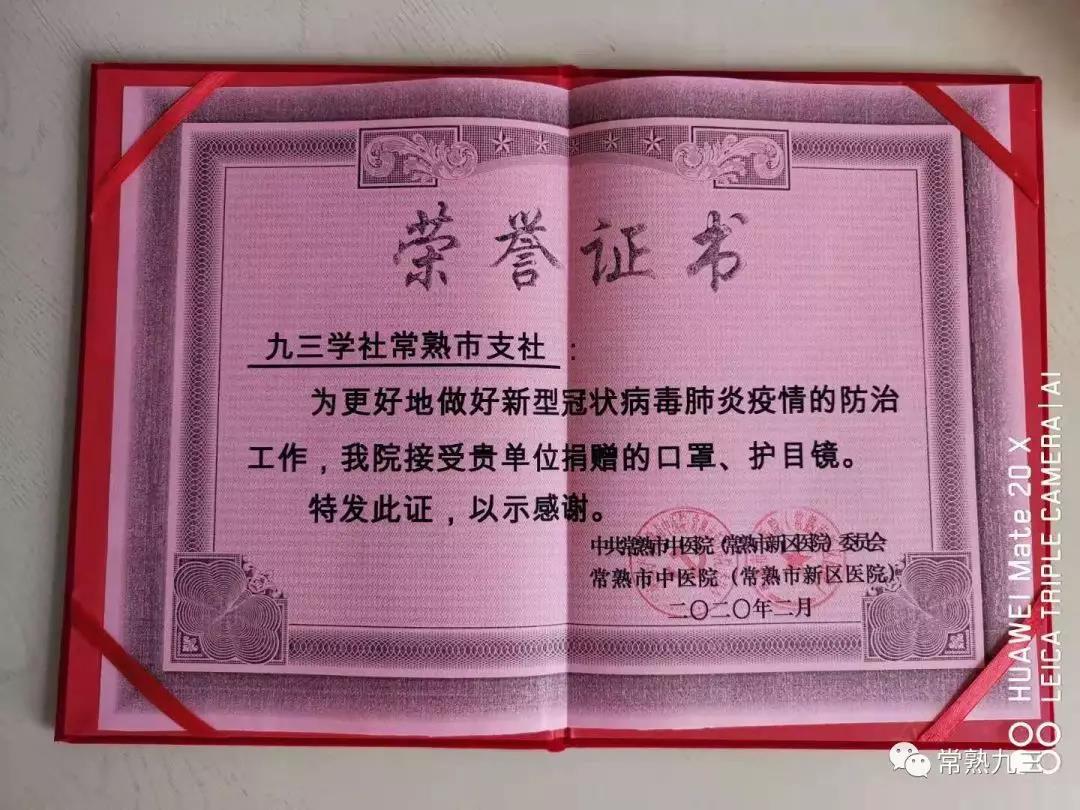 荣誉证书
九三学社常熟市支社：
为更好地做好新型冠状病毒肺炎疫情的防治
工作，我院接受贵单位捐赠的口罩、护目镜。
特发此证，以示感谢。
中共常熟市中医院（常熟市新区医院）委员会
常熟市中医院（常熟市新区医院）
二〇二〇年二月
HUAWEI Mate 20 X
LEICA TRIPLE CAMERA | AI
常熟九三